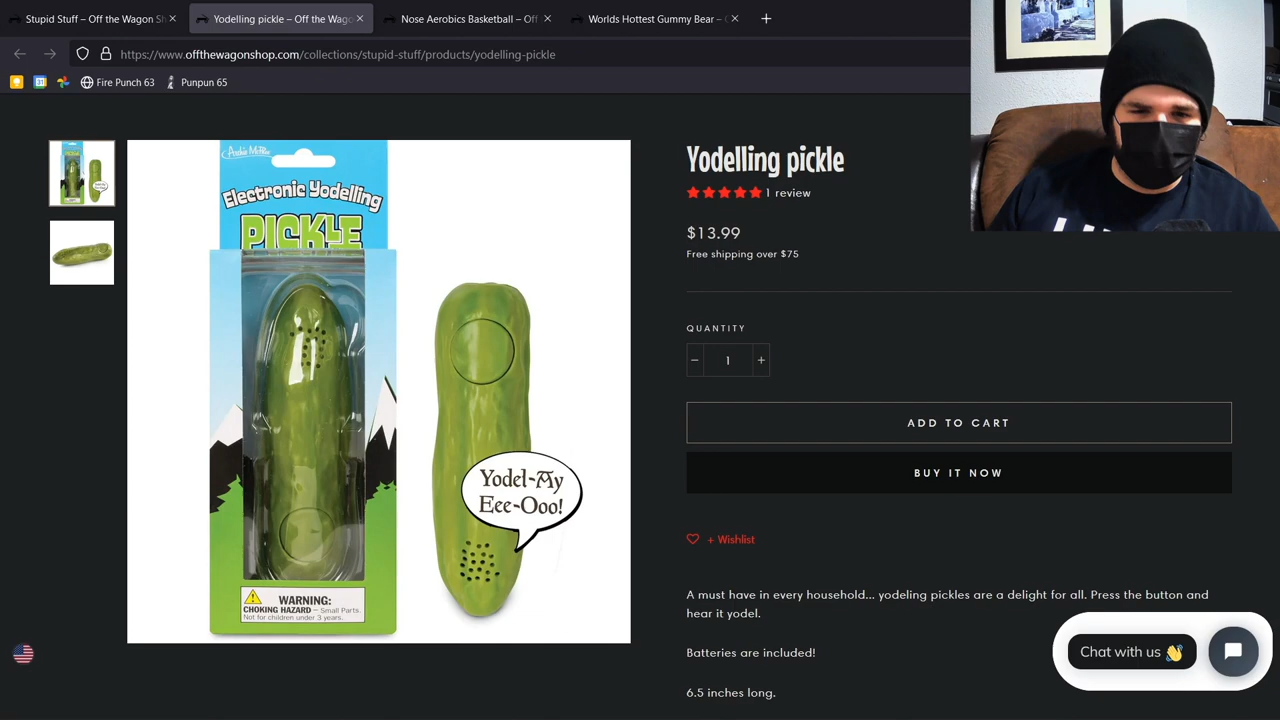 Stupid Stuff – Off the Wagon Sh
Yodelling pickle – Off the Wago
Nose Aerobics Basketball – Off
Worlds Hottest Gummy Bear –
https://www.offthewagonshop.com/collections/stupid-stuff/products/yodelling-pickle
Fire Punch 63
Punpun 65
Archie McPhee
Electronic Yodelling
PICKLE
WARNING:
CHOKING HAZARD – Small Parts.
Not for children under 3 years.
Yodel-Ay
Eee-Ooo!
Yodelling pickle
1 review
$13.99
Free shipping over $75
QUANTITY
− 1 +
ADD TO CART
BUY IT NOW
+ Wishlist
A must have in every household... yodeling pickles are a delight for all. Press the button and
hear it yodel.
Batteries are included!
6.5 inches long.
Chat with us 👋